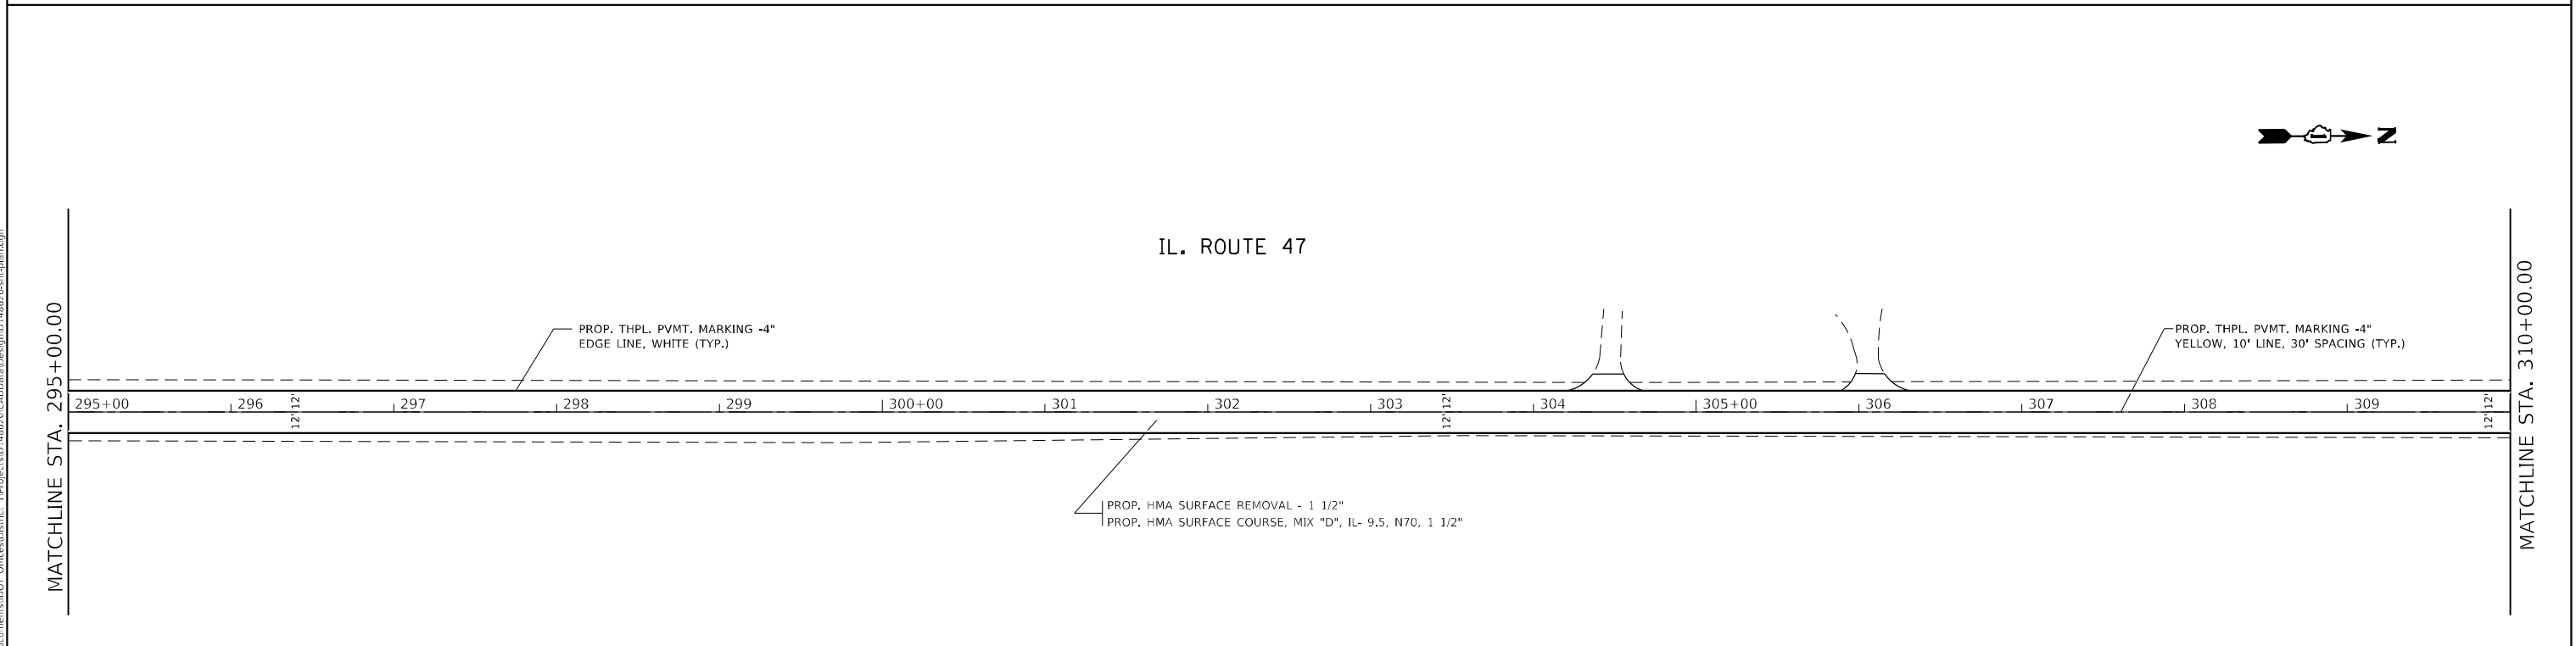 N
IL. ROUTE 47
MATCHLINE STA. 295+00.00
PROP. THPL. PVMT. MARKING -4"
EDGE LINE, WHITE (TYP.)
PROP. THPL. PVMT. MARKING -4"
YELLOW, 10' LINE, 30' SPACING (TYP.)
MATCHLINE STA. 310+00.00
295+00 296 297 298 299 300+00 301 302 303 304 305+00 306 307 308 309
12' 12'
12' 12'
12' 12'
PROP. HMA SURFACE REMOVAL - 1 1/2"
PROP. HMA SURFACE COURSE, MIX "D", IL- 9.5, N70, 1 1/2"